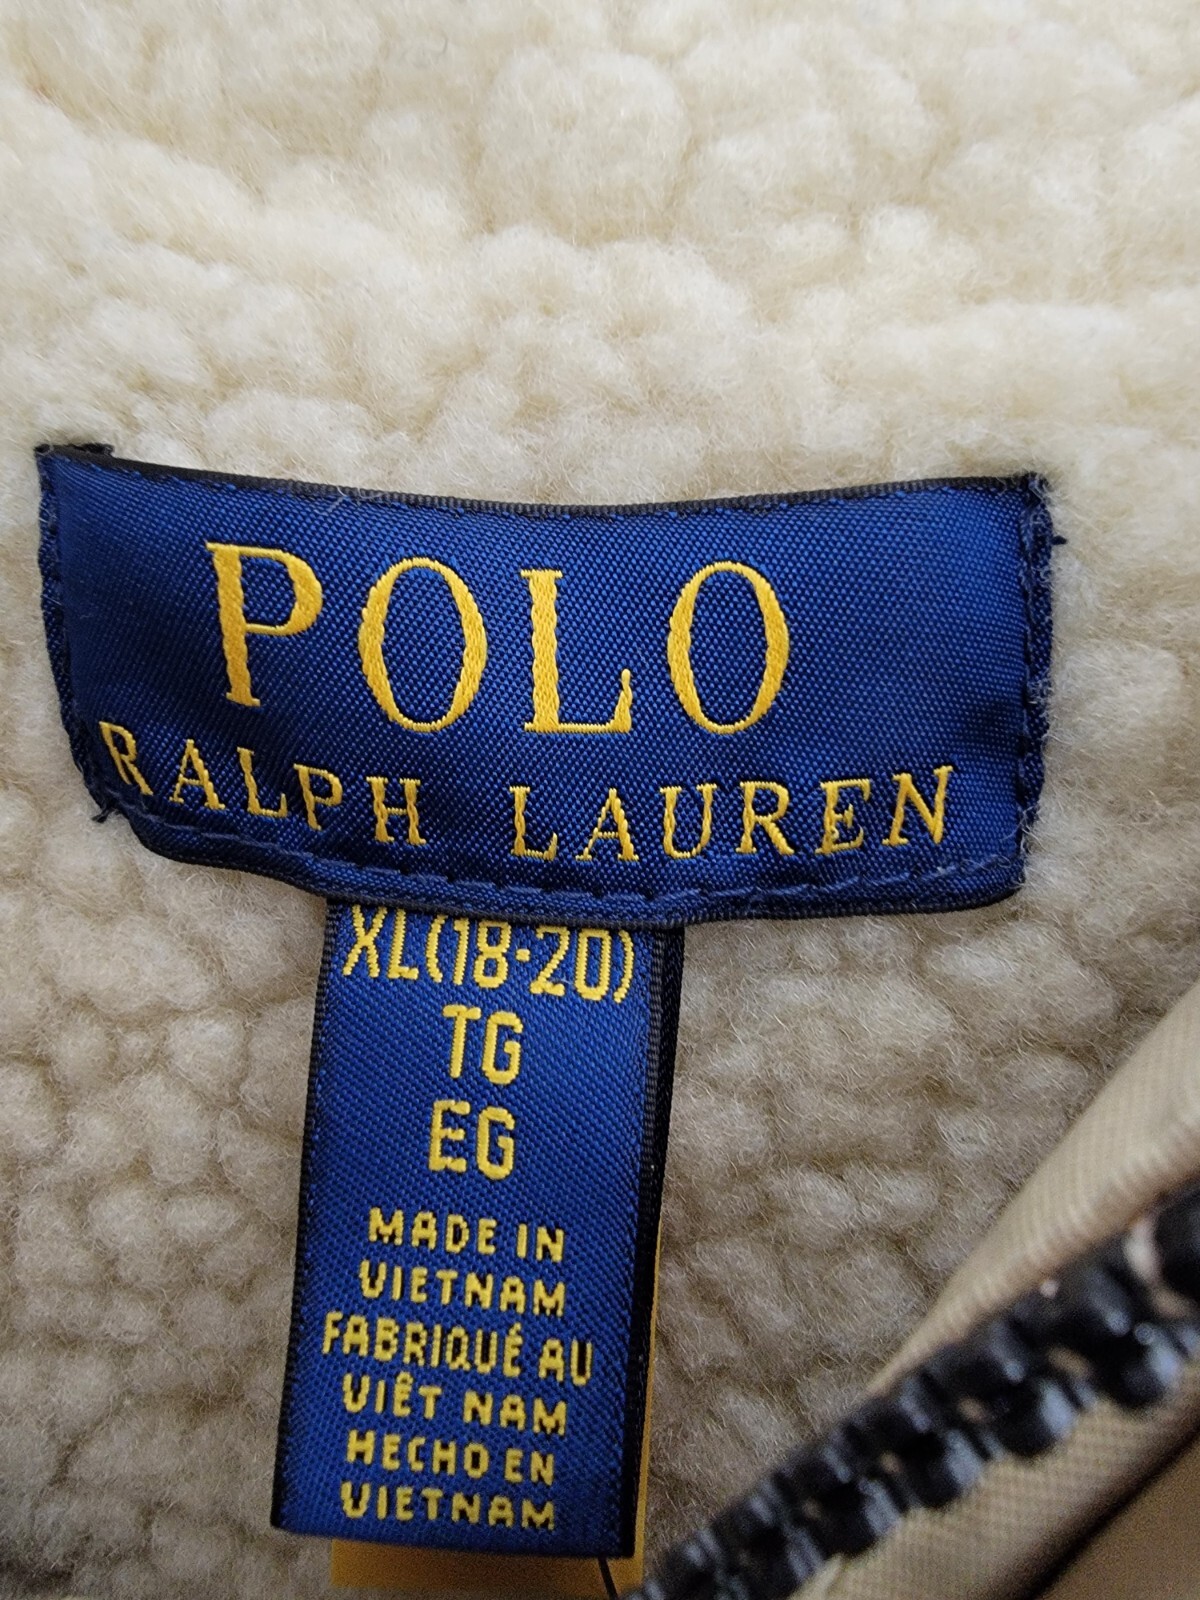 POLO
RALPH LAUREN
XL(18-20)
TG
EG
MADE IN
VIETNAM
FABRIQUÉ AU
VIÊT NAM
HECHO EN
VIETNAM